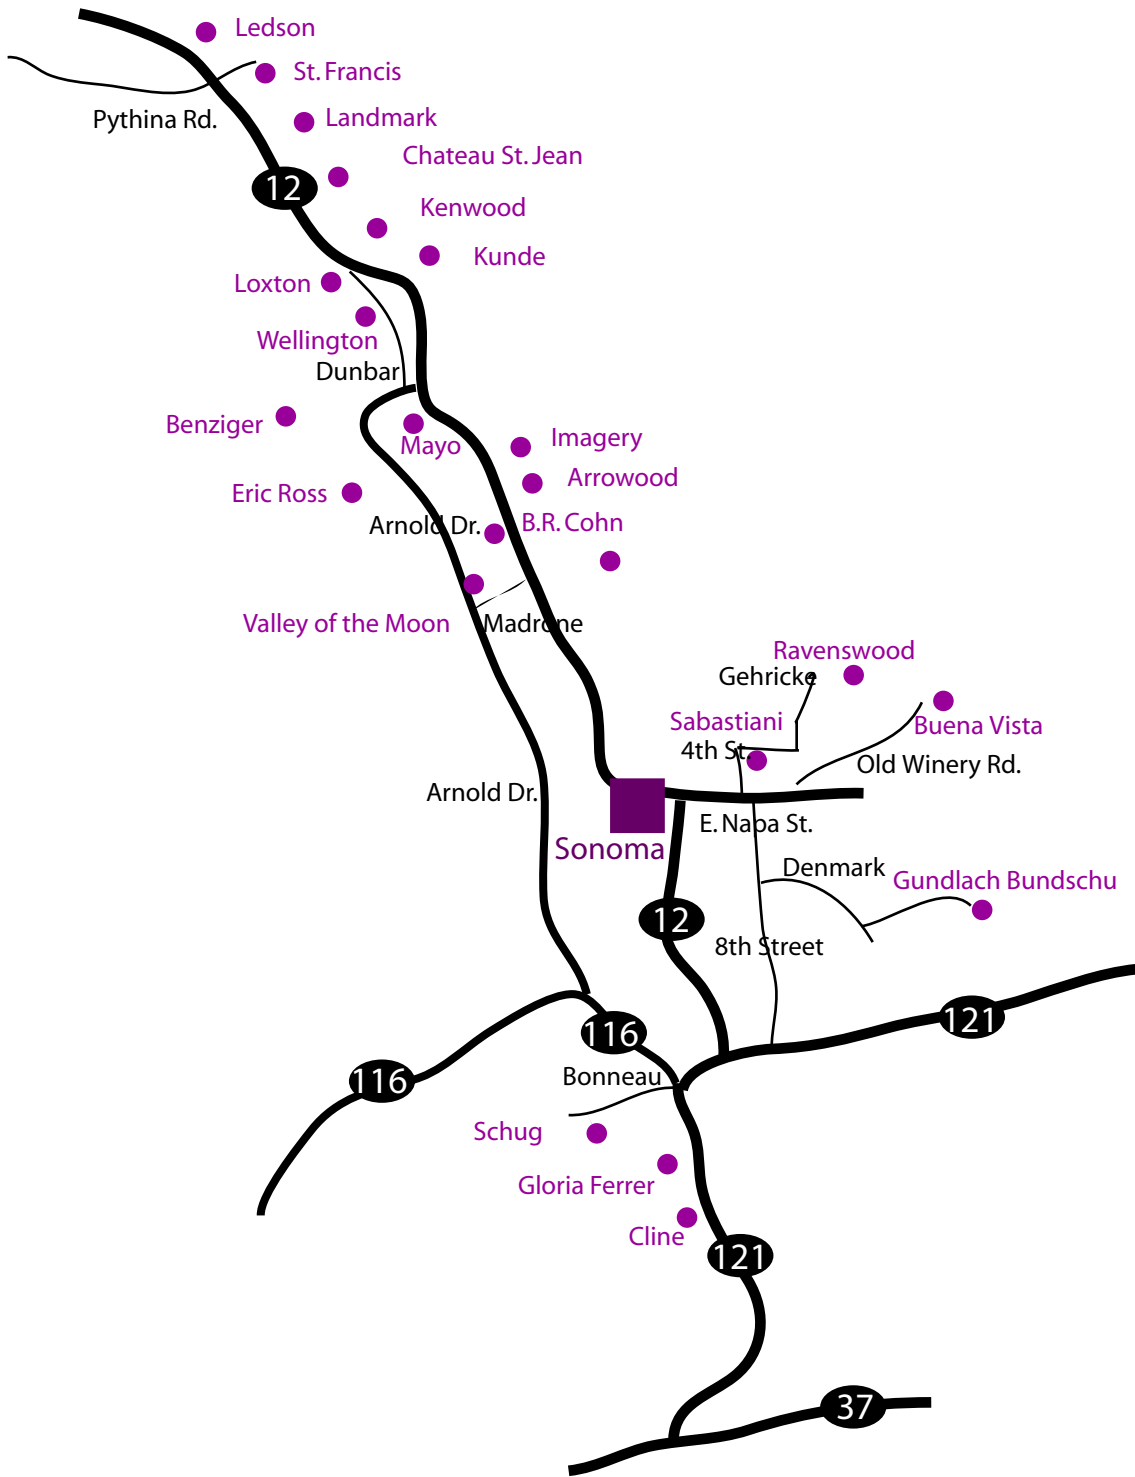 Ledson
St. Francis
Pythina Rd.
Landmark
Chateau St. Jean
12
Kenwood
Kunde
Loxton
Wellington
Dunbar
Benziger
Mayo
Imagery
Arrowood
Eric Ross
Arnold Dr.
B.R. Cohn
Valley of the Moon
Madrone
Ravenswood
Gehricke
Sabastiani
Buena Vista
4th St.
Old Winery Rd.
Arnold Dr.
E. Napa St.
Sonoma
Denmark
Gundlach Bundschu
12
8th Street
121
116
116
Bonneau
Schug
Gloria Ferrer
Cline
121
37